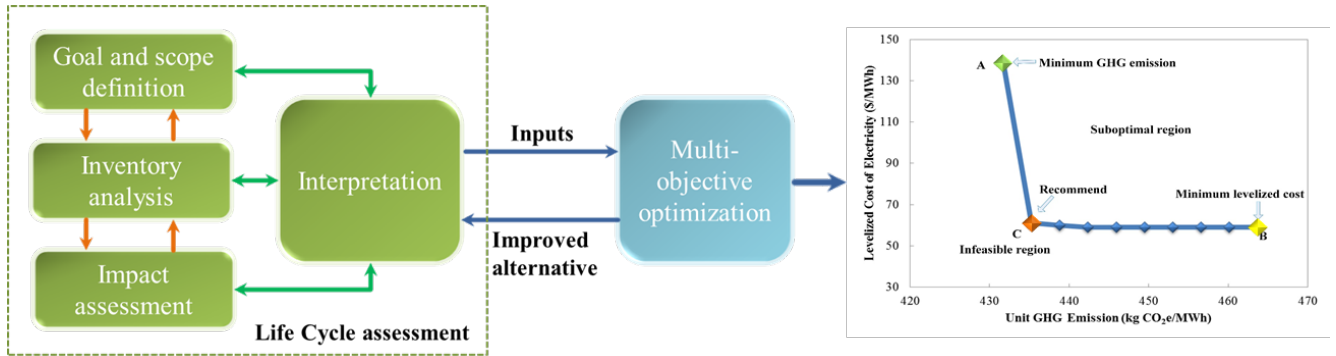 Goal and scope
definition
Inventory
analysis
Impact
assessment
Interpretation
Life Cycle assessment
Inputs
Improved
alternative
Multi-
objective
optimization
Levelized Cost of Electricity ($/MWh)
150
130
110
90
70
50
30
A
Minimum GHG emission
Suboptimal region
Recommend
Minimum levelized cost
C
B
Infeasible region
420
430
440
450
460
470
Unit GHG Emission (kg CO₂e/MWh)